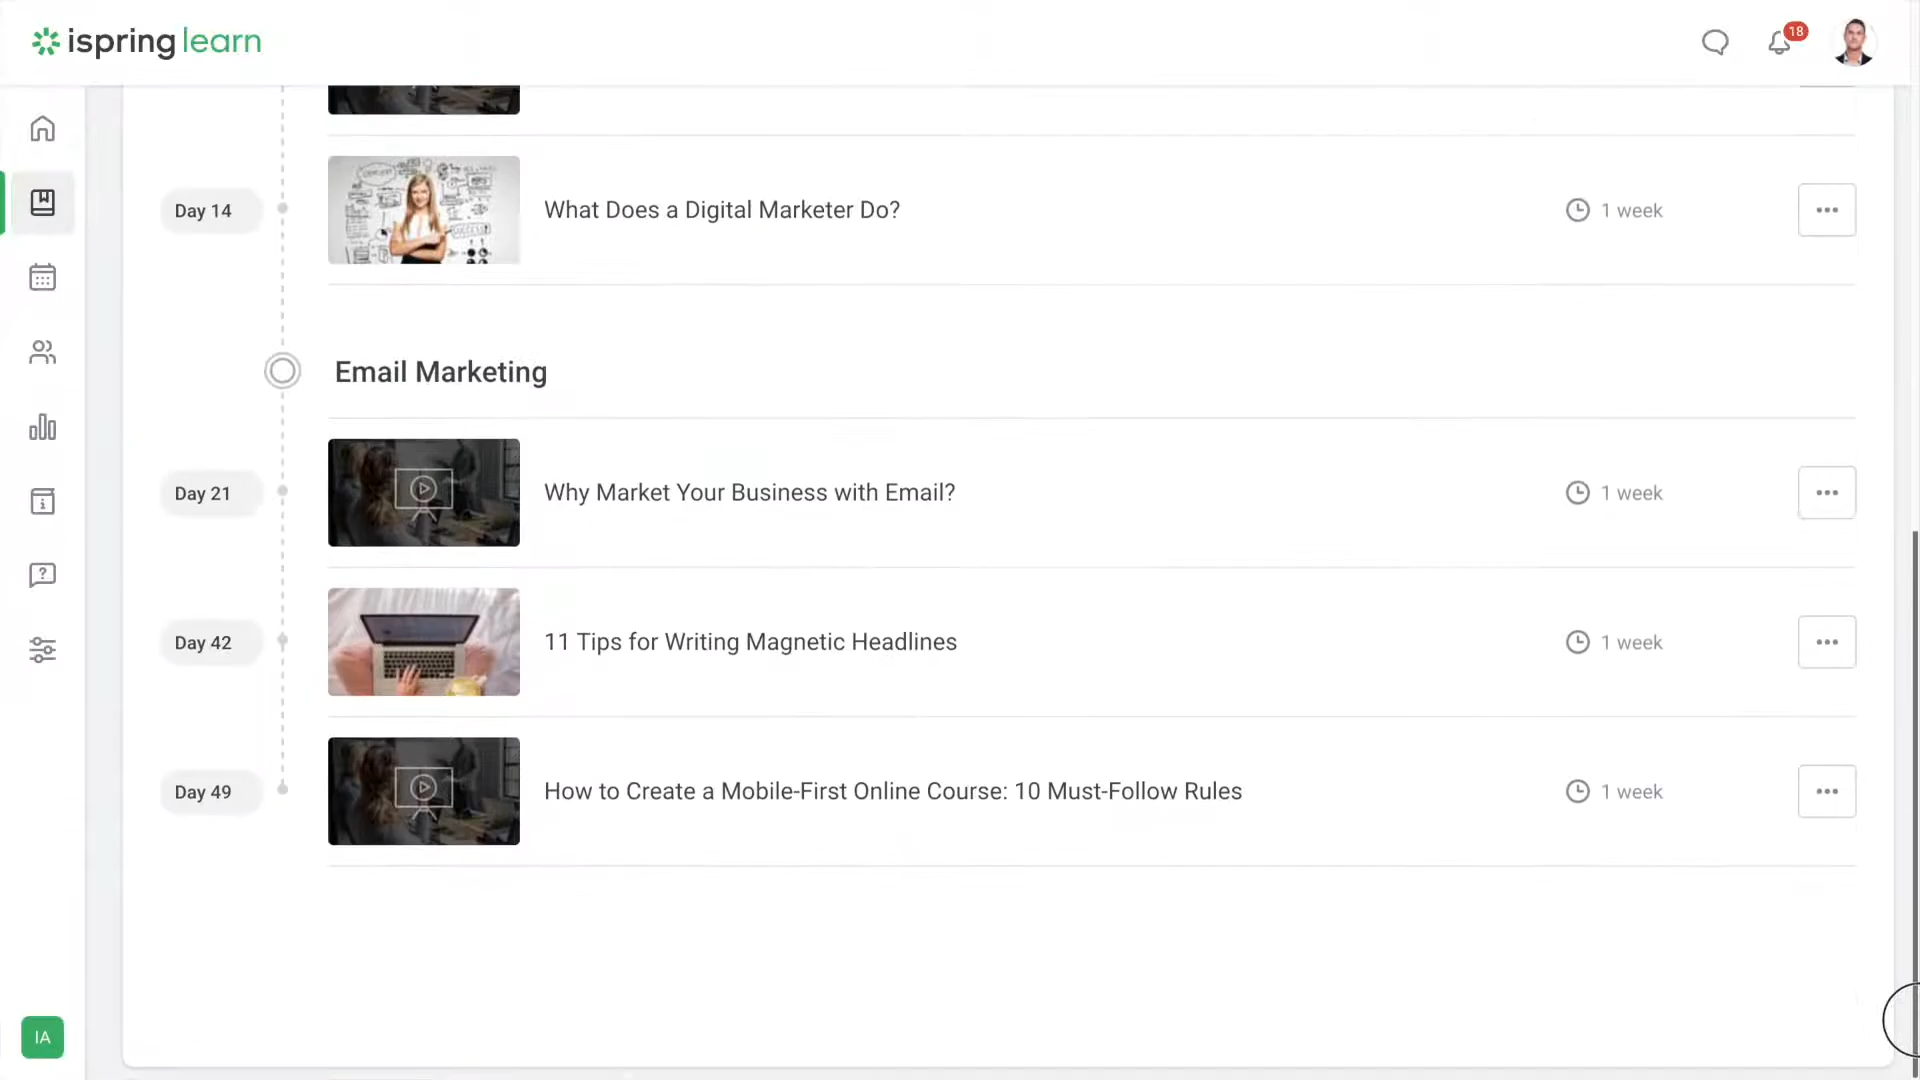 ispring learn
18
Day 14
What Does a Digital Marketer Do?
1 week
Email Marketing
Day 21
Why Market Your Business with Email?
1 week
Day 42
11 Tips for Writing Magnetic Headlines
1 week
Day 49
How to Create a Mobile-First Online Course: 10 Must-Follow Rules
1 week
IA